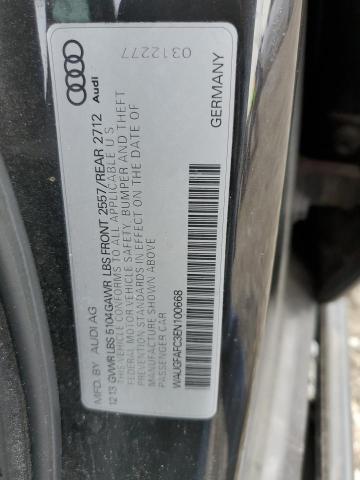 Audi
0312277
MFD. BY AUDI AG
GERMANY
12 13 GVWR LBS 5104 GAWR LBS FRONT 2557/REAR 2712
THIS VEHICLE CONFORMS TO ALL APPLICABLE U S
FEDERAL MOTOR VEHICLE SAFETY, BUMPER AND THEFT
PREVENTION STANDARDS IN EFFECT ON THE DATE OF
MANUFACTURE SHOWN ABOVE
PASSENGER CAR
WAUGFAFC3EN100668